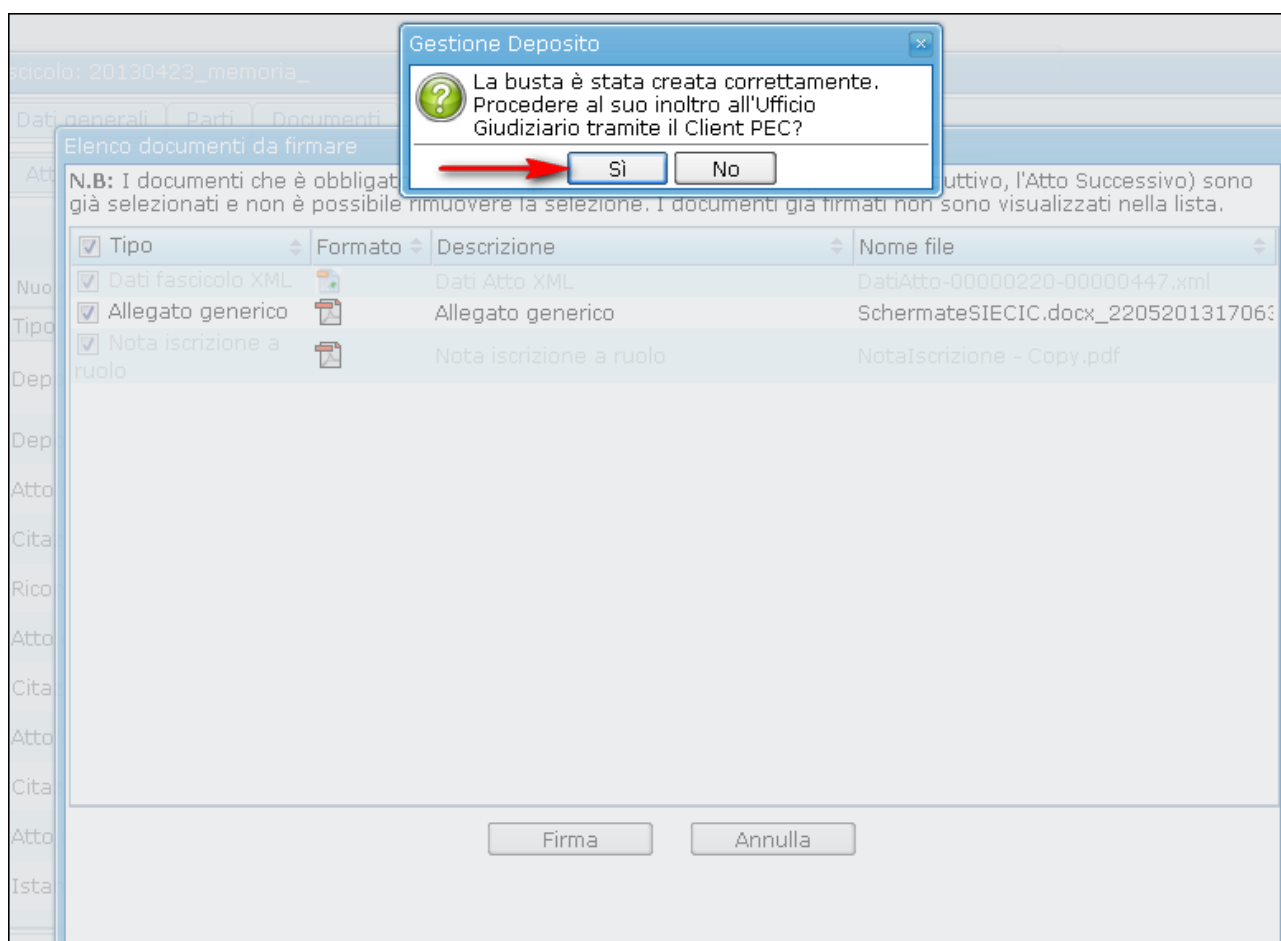 Gestione Deposito
La busta è stata creata correttamente.
Procedere al suo inoltro all'Ufficio
Giudiziario tramite il Client PEC?
Sì No
scicolo: 20130423_memoria_
Dati generali Parti Documenti
Elenco documenti da firmare
Att
N.B: I documenti che è obbligat uttivo, l'Atto Successivo) sono
già selezionati e non è possibile rimuovere la selezione. I documenti già firmati non sono visualizzati nella lista.
Tipo Formato Descrizione Nome file
Nuo
Dati fascicolo XML Dati Atto XML DatiAtto-00000220-00000447.xml
Allegato generico Allegato generico SchermateSIECIC.docx_2205201317063
Tipo
Nota iscrizione a
ruolo Nota iscrizione a ruolo NotaIscrizione - Copy.pdf
Dep
Dep
Atto
Cita
Rico
Atto
Cita
Atto
Cita
Atto
Firma Annulla
Ista